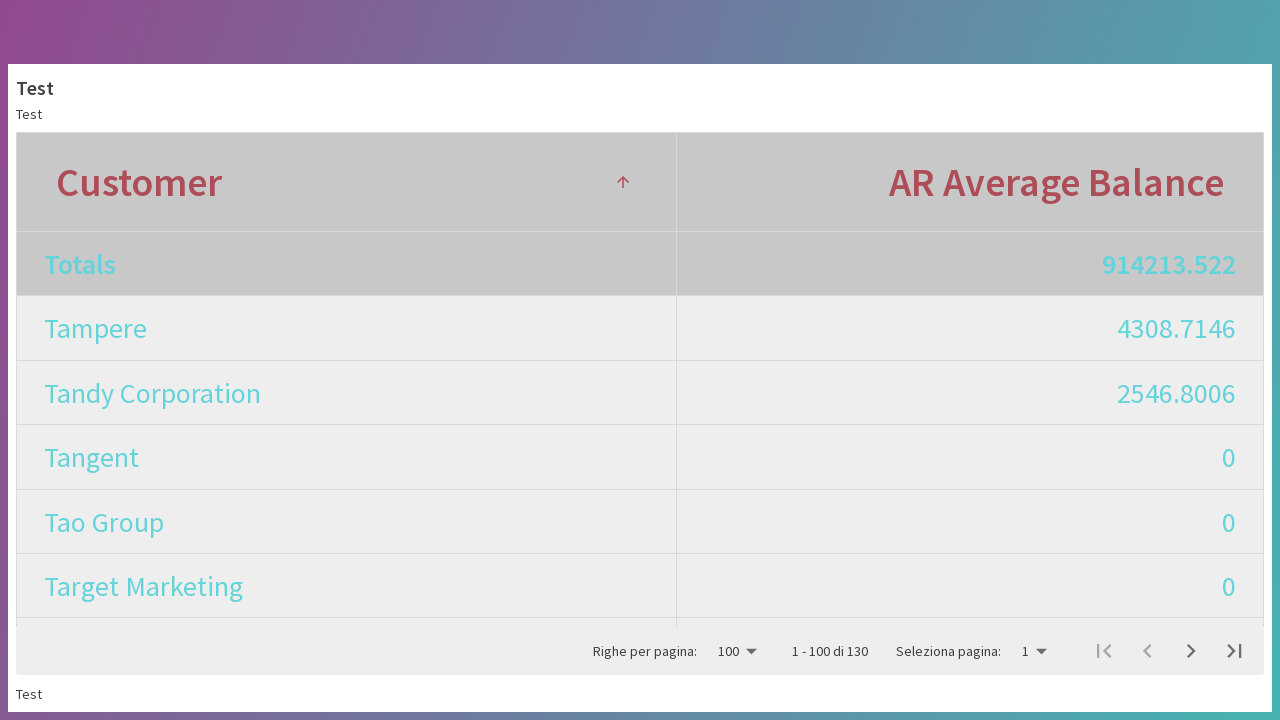 Test
Test
Customer AR Average Balance
Totals 914213.522
Tampere 4308.7146
Tandy Corporation 2546.8006
Tangent 0
Tao Group 0
Target Marketing 0
Righe per pagina: 100 1 - 100 di 130 Seleziona pagina: 1
Test